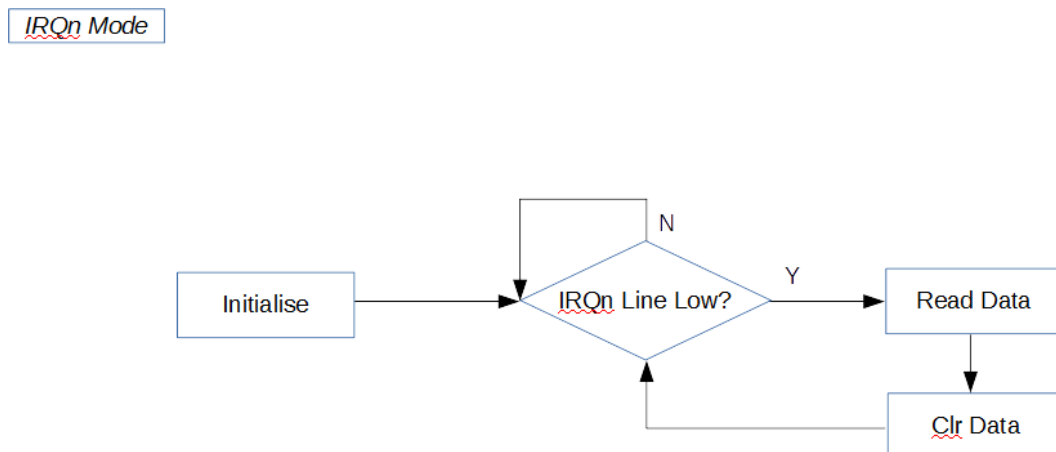 IRQn Mode
N
Y
Initialise
IRQn Line Low?
Read Data
Clr Data